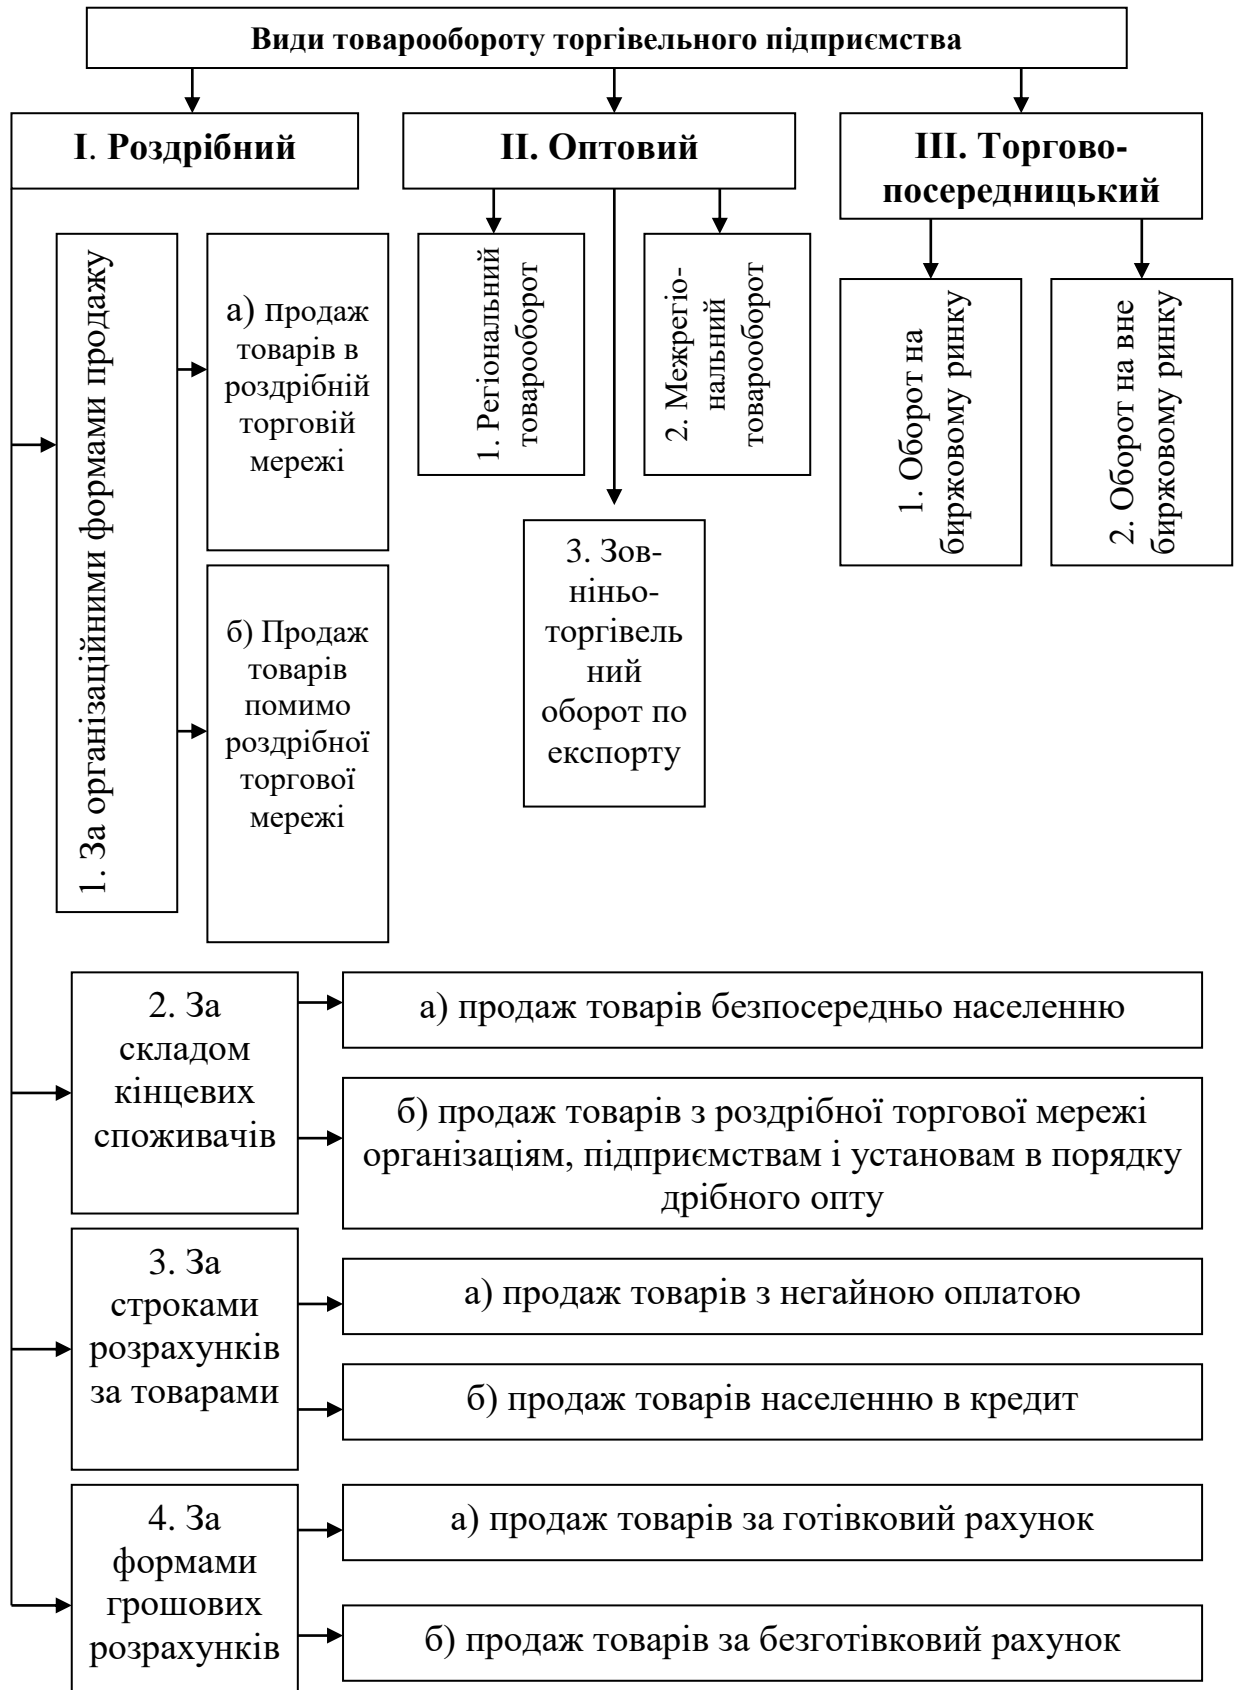 Види товарообороту торгівельного підприємства
І. Роздрібний
ІІ. Оптовий
ІІІ. Торгово-
посередницький
1. За організаційними формами продажу
а) продаж
товарів в
роздрібній
торговій
мережі
б) Продаж
товарів
помимо
роздрібної
торгової
мережі
1. Регіональний
товарооборот
2. Межрегіо-
нальний
товарооборот
3. Зов-
ніньо-
торгівель
ний
оборот по
експорту
1. Оборот на
биржовому ринку
2. Оборот на вне
биржовому ринку
2. За
складом
кінцевих
споживачів
а) продаж товарів безпосередньо населенню
б) продаж товарів з роздрібної торгової мережі
організаціям, підприємствам і установам в порядку
дрібного опту
3. За
строками
розрахунків
за товарами
а) продаж товарів з негайною оплатою
б) продаж товарів населенню в кредит
4. За
формами
грошових
розрахунків
а) продаж товарів за готівковий рахунок
б) продаж товарів за безготівковий рахунок